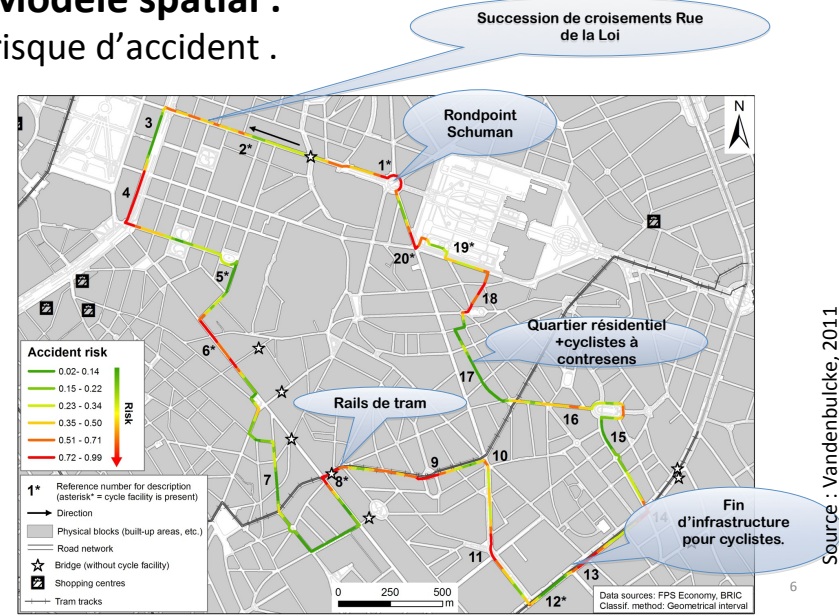 Modèle spatial :
risque d’accident .
Succession de croisements Rue
de la Loi
Rondpoint
Schuman
N
3
2*
1*
4
20*
19*
5*
18
6*
Quartier résidentiel
+cyclistes à
contresens
17
16
15
Rails de tram
9
10
8*
7
14
11
Fin
d’infrastructure
pour cyclistes.
13
12*
Accident risk
0.02- 0.14
0.15 - 0.22
0.23 - 0.34
0.35 - 0.50
0.51 - 0.71
0.72 - 0.99
Risk
1* Reference number for description
(asterisk* = cycle facility is present)
Direction
Physical blocks (built-up areas, etc.)
Road network
Bridge (without cycle facility)
Shopping centres
Tram tracks
0 250 500
m
Data sources: FPS Economy, BRIC
Classif. method: Geometrical interval
Source : Vandenbulcke, 2011
6